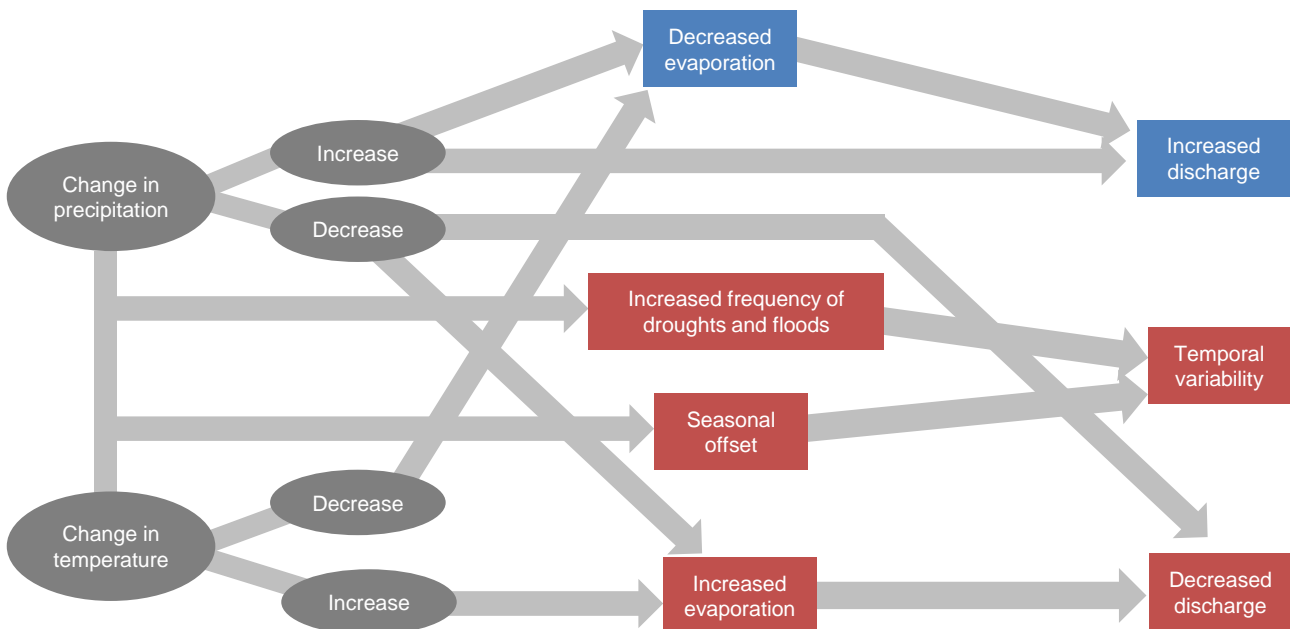 Decreased
evaporation
Increase
Increased
discharge
Change in
precipitation
Decrease
Increased frequency of
droughts and floods
Temporal
variability
Seasonal
offset
Decrease
Change in
temperature
Increase
Increased
evaporation
Decreased
discharge